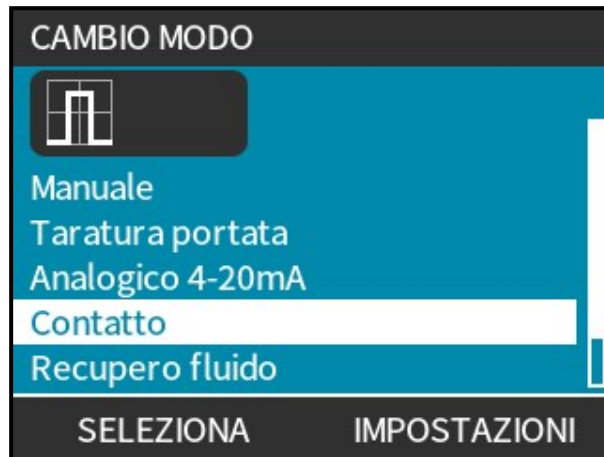 CAMBIO MODO
Manuale
Taratura portata
Analogico 4-20mA
Contatto
Recupero fluido
SELEZIONA IMPOSTAZIONI